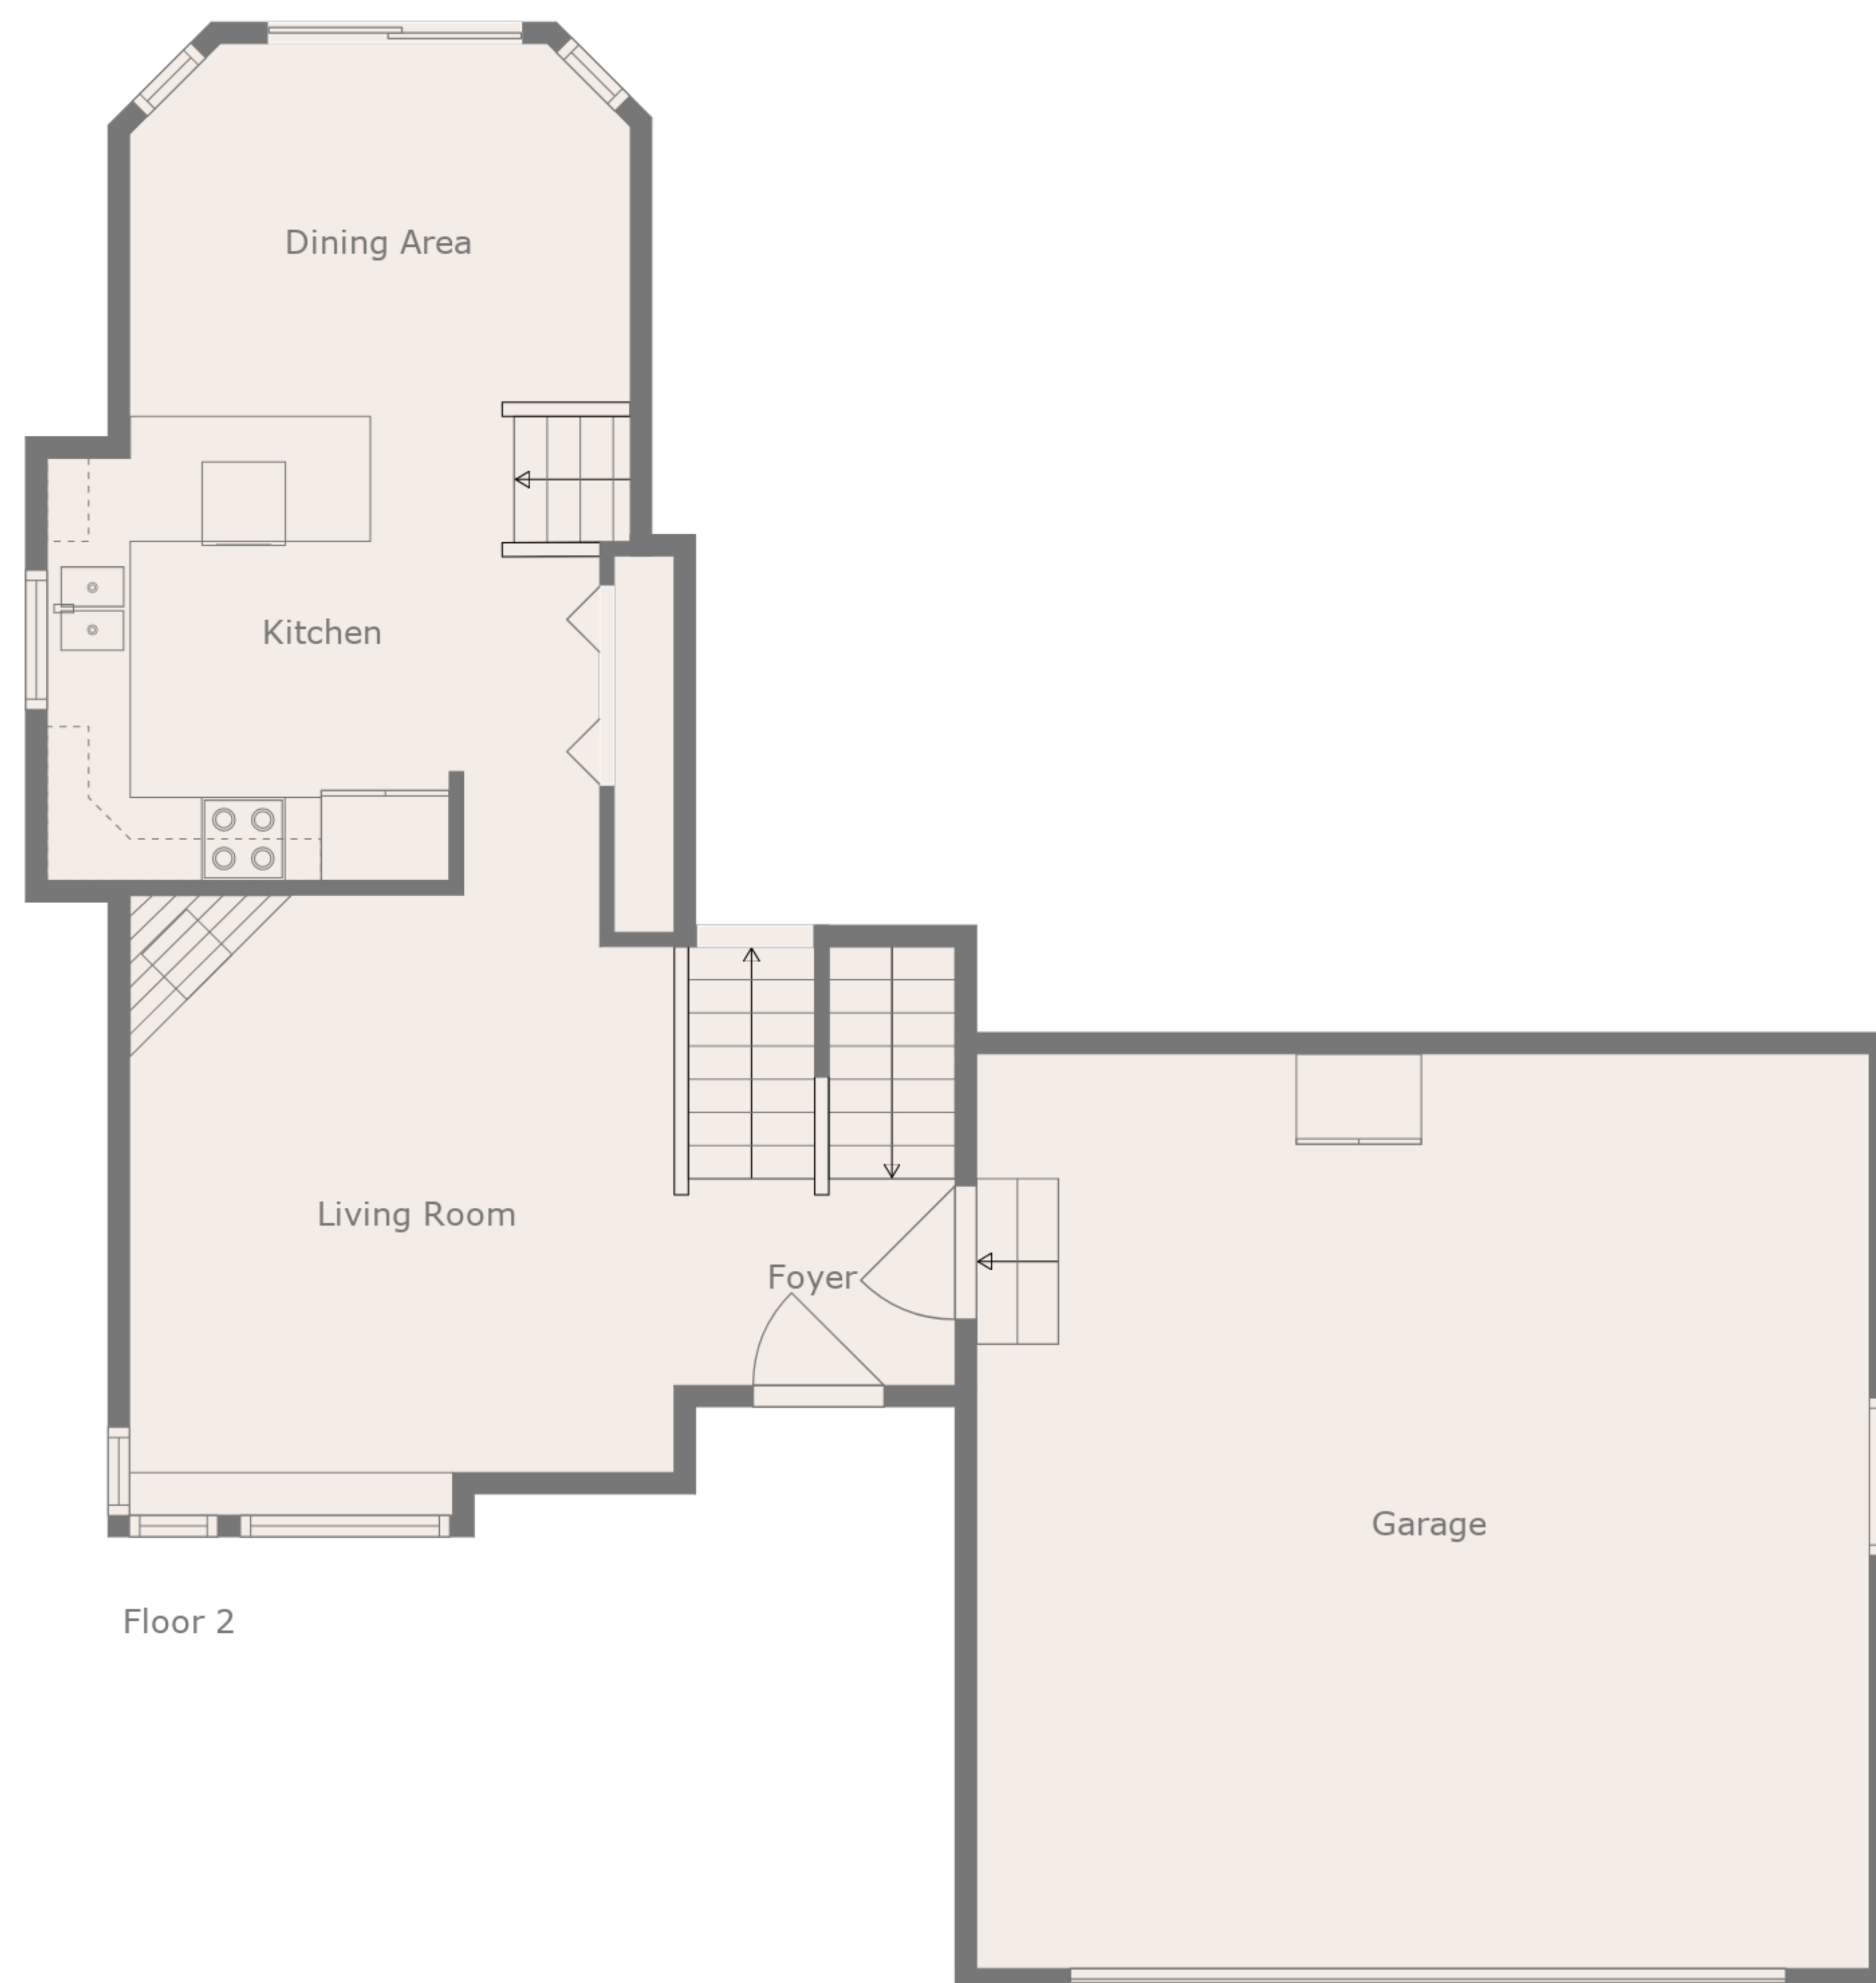 Dining Area
Kitchen
Living Room
Foyer
Garage
Floor 2